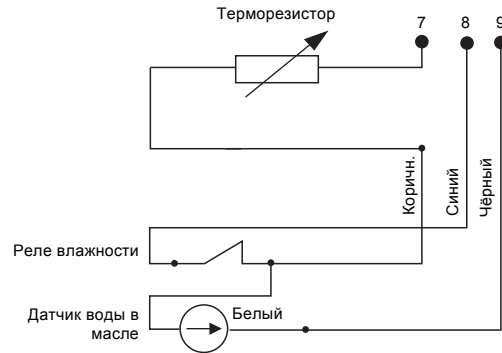 Терморезистор
7
8
9
Коричн.
Синий
Чёрный
Реле влажности
Датчик воды в
масле
Белый